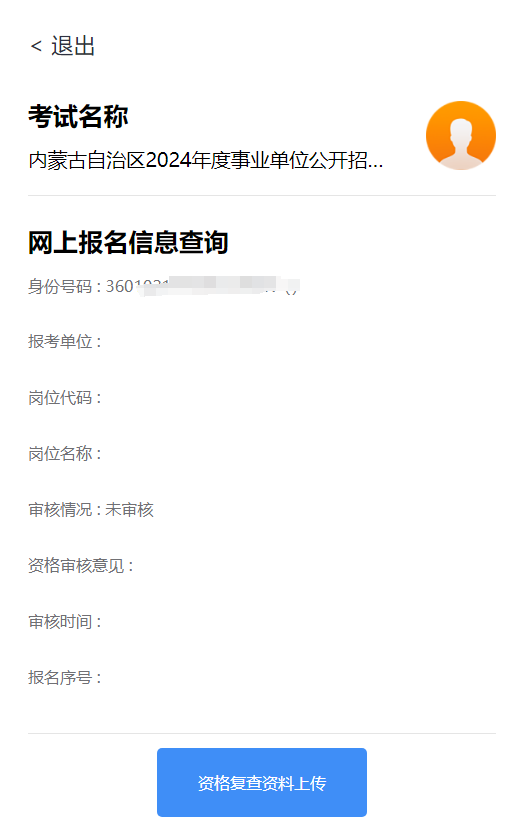 < 退出
考试名称
内蒙古自治区2024年度事业单位公开招...
网上报名信息查询
身份号码 : 360
报考单位 :
岗位代码 :
岗位名称 :
审核情况 : 未审核
资格审核意见 :
审核时间 :
报名序号 :
资格复查资料上传